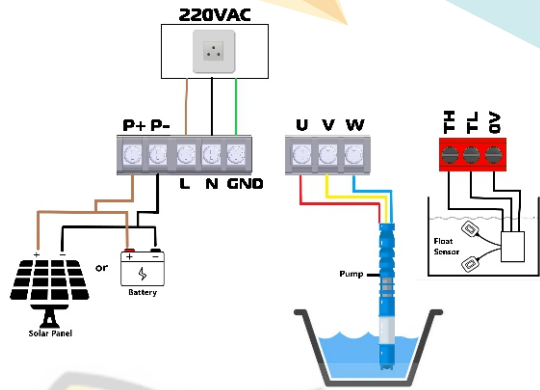 220VAC
P+ P-
L N GND
U V W
TH TL 0V
+ -
or
+ -
Battery
Solar Panel
Pump
Float
Sensor